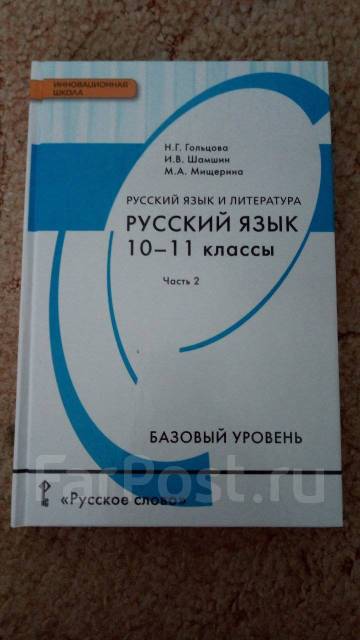 ИННОВАЦИОННАЯ
ШКОЛА
Н.Г. Гольцова
И.В. Шамшин
М.А. Мищерина
РУССКИЙ ЯЗЫК И ЛИТЕРАТУРА
РУССКИЙ ЯЗЫК
10–11 классы
Часть 2
БАЗОВЫЙ УРОВЕНЬ
FarPost.ru
«Русское слово»